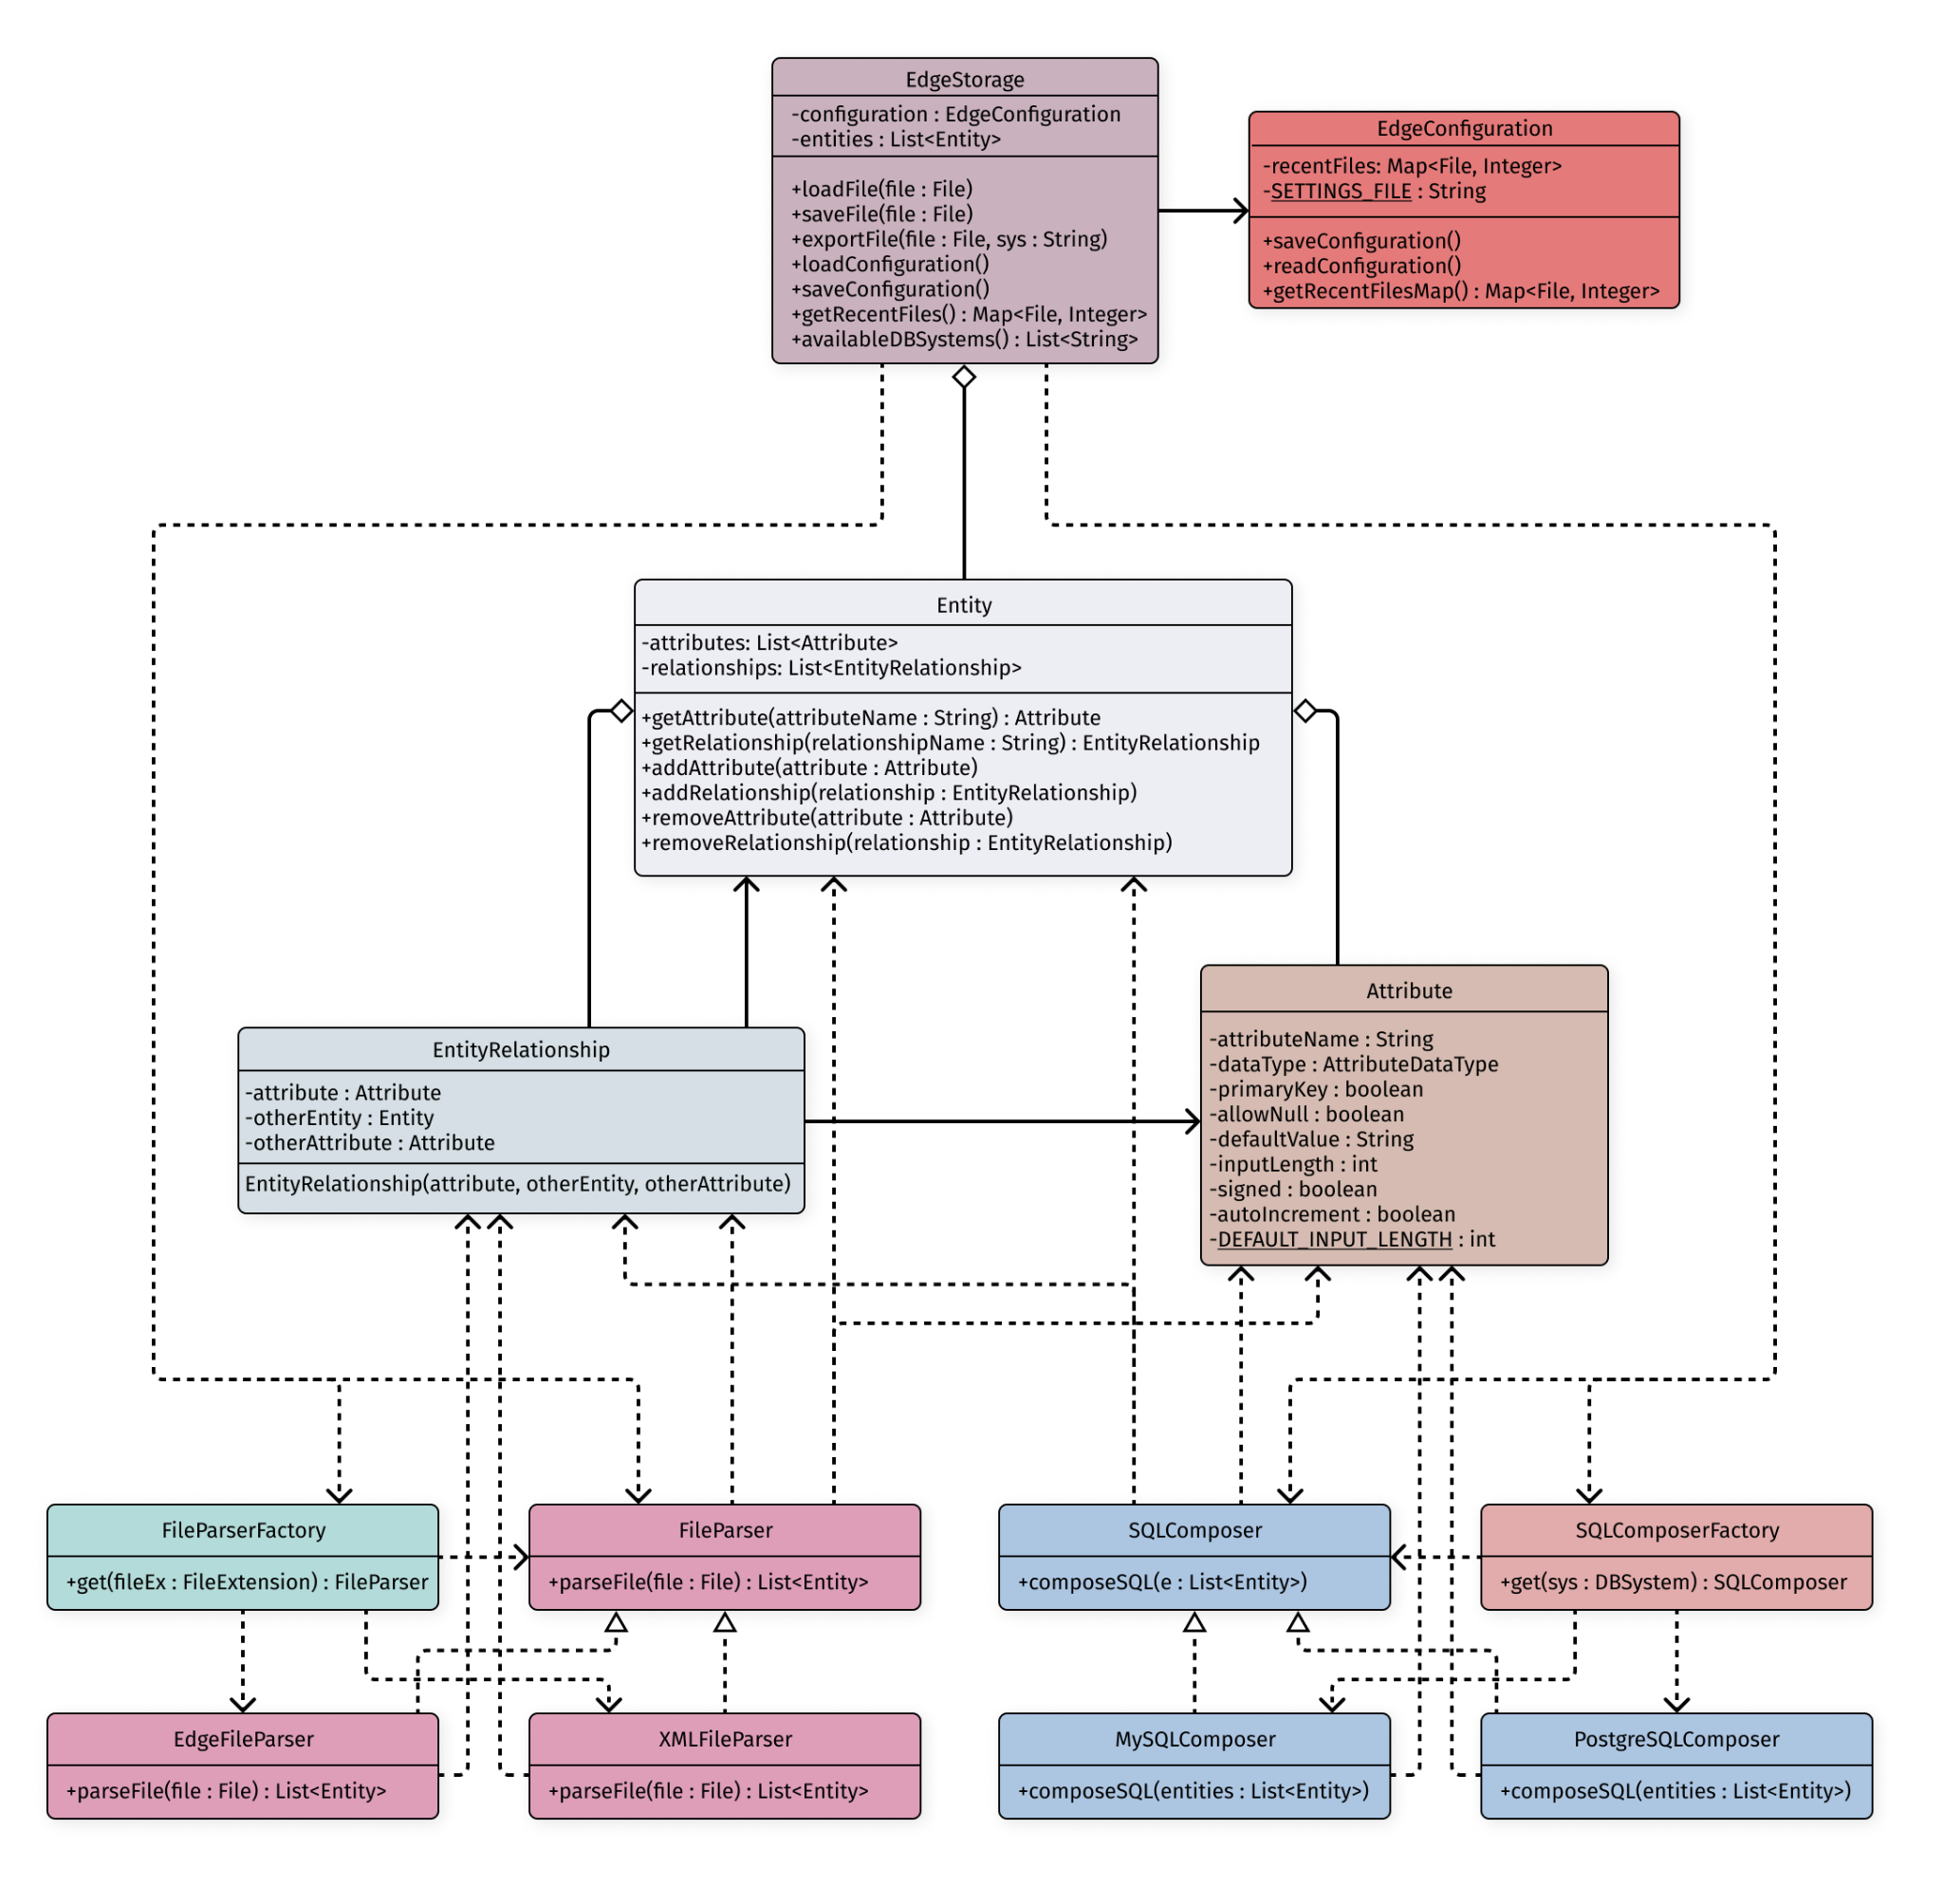 EdgeStorage
-configuration : EdgeConfiguration
-entities : List<Entity>
+loadFile(file : File)
+saveFile(file : File)
+exportFile(file : File, sys : String)
+loadConfiguration()
+saveConfiguration()
+getRecentFiles() : Map<File, Integer>
+availableDBSystems() : List<String>
EdgeConfiguration
-recentFiles: Map<File, Integer>
-SETTINGS_FILE : String
+saveConfiguration()
+readConfiguration()
+getRecentFilesMap() : Map<File, Integer>
Entity
-attributes: List<Attribute>
-relationships: List<EntityRelationship>
+getAttribute(attributeName : String) : Attribute
+getRelationship(relationshipName : String) : EntityRelationship
+addAttribute(attribute : Attribute)
+addRelationship(relationship : EntityRelationship)
+removeAttribute(attribute : Attribute)
+removeRelationship(relationship : EntityRelationship)
EntityRelationship
-attribute : Attribute
-otherEntity : Entity
-otherAttribute : Attribute
EntityRelationship(attribute, otherEntity, otherAttribute)
Attribute
-attributeName : String
-dataType : AttributeDataType
-primaryKey : boolean
-allowNull : boolean
-defaultValue : String
-inputLength : int
-signed : boolean
-autoIncrement : boolean
-DEFAULT_INPUT_LENGTH : int
FileParserFactory
+get(fileEx : FileExtension) : FileParser
FileParser
+parseFile(file : File) : List<Entity>
SQLComposer
+composeSQL(e : List<Entity>)
SQLComposerFactory
+get(sys : DBSystem) : SQLComposer
EdgeFileParser
+parseFile(file : File) : List<Entity>
XMLFileParser
+parseFile(file : File) : List<Entity>
MySQLComposer
+composeSQL(entities : List<Entity>)
PostgreSQLComposer
+composeSQL(entities : List<Entity>)